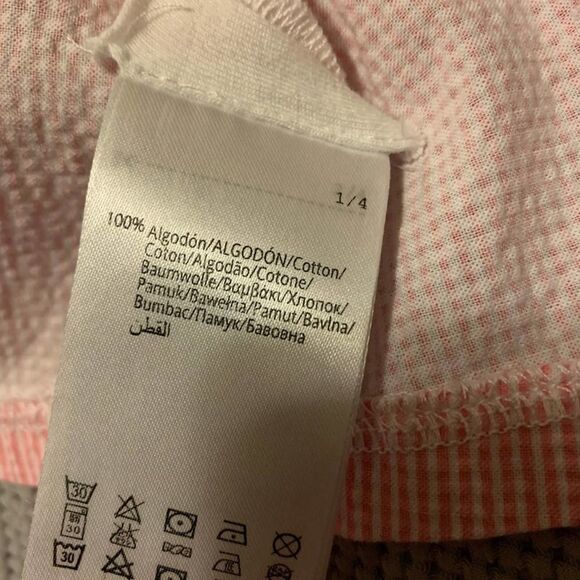 1/4
100% Algodón/ALGODÓN/Cotton/
Coton/Algodão/Cotone/
Baumwolle/Βαμβάκι/Хлопок/
Pamuk/Bawełna/Pamut/Bavlna/
Bumbac/Памук/Бавовна
القطن
30
30
30